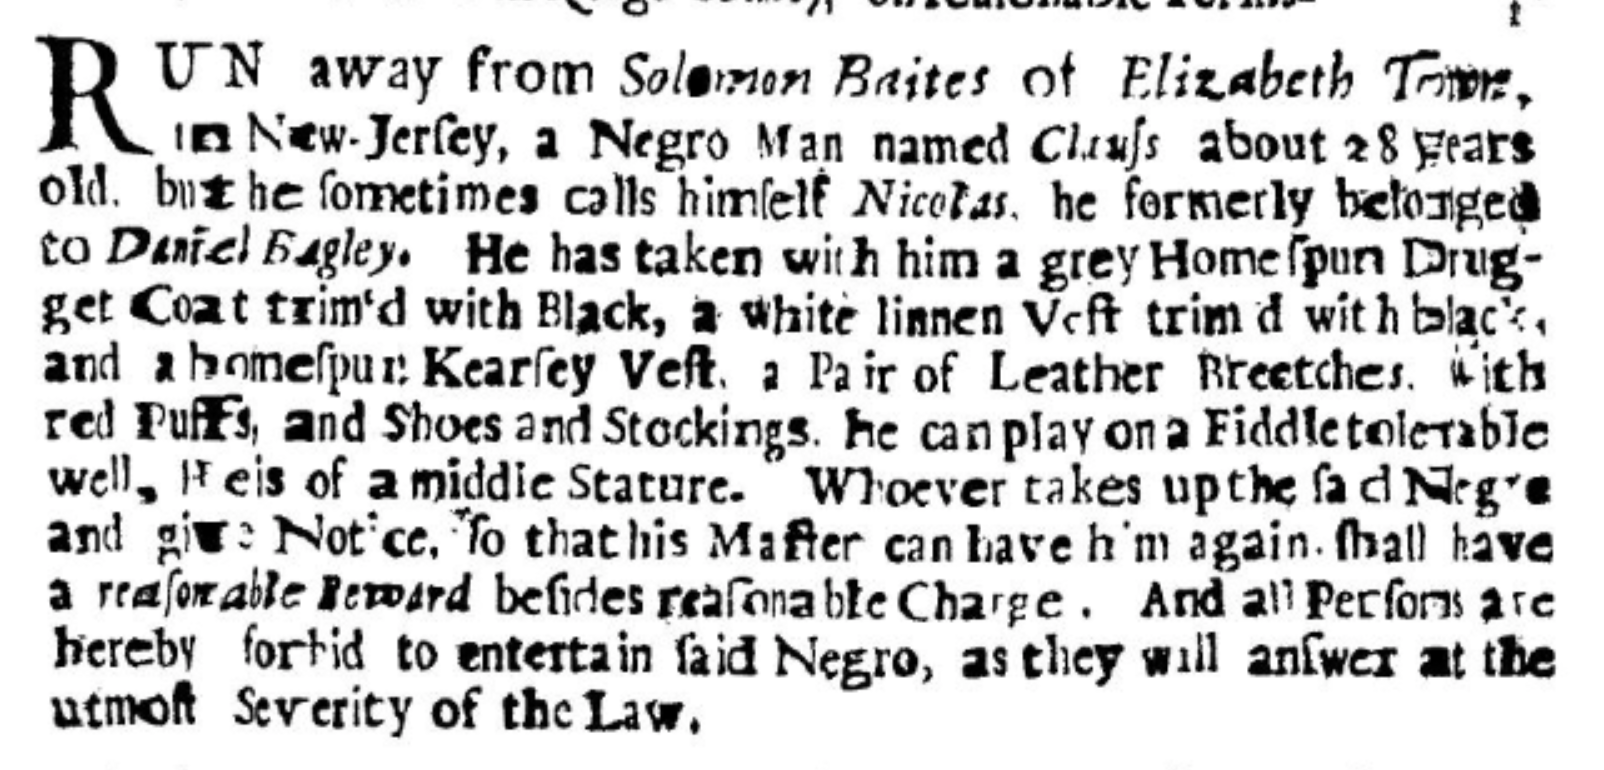 RUN away from Solomon Baites of Elizabeth Town,
in New-Jerſey, a Negro Man named Clauſs about 28 years
old. but he ſometimes calls himſelf Nicolas. he formerly belonged
to Daniel Bagley. He has taken with him a grey Homeſpun Drug-
get Coat trim'd with Black, a white linnen Veſt trim d with black,
and a homeſpun Kearſey Veſt. a Pair of Leather Breetches. with
red Puffs, and Shoes and Stockings. he can play on a Fiddle tolerable
well, He is of a middle Stature. Whoever takes up the ſaid Negro
and give Notice, ſo that his Maſter can have him again. ſhall have
a reaſonable Reward beſides reaſonable Charge. And all Perſons are
hereby forbid to entertain ſaid Negro, as they will anſwer at the
utmoſt Severity of the Law.